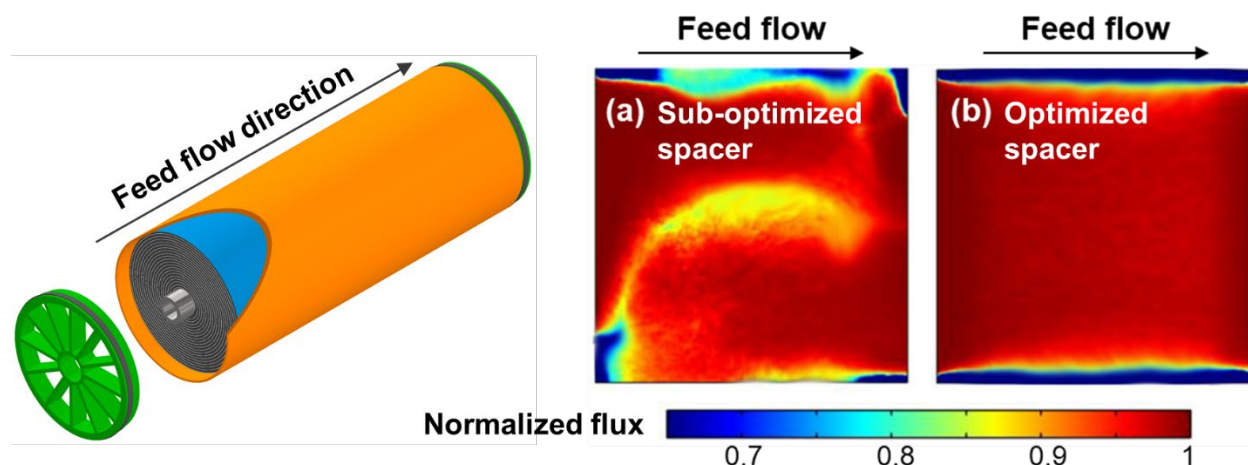 Feed flow direction
Feed flow
(a) Sub-optimized
spacer
Feed flow
(b) Optimized
spacer
Normalized flux
0.7 0.8 0.9 1